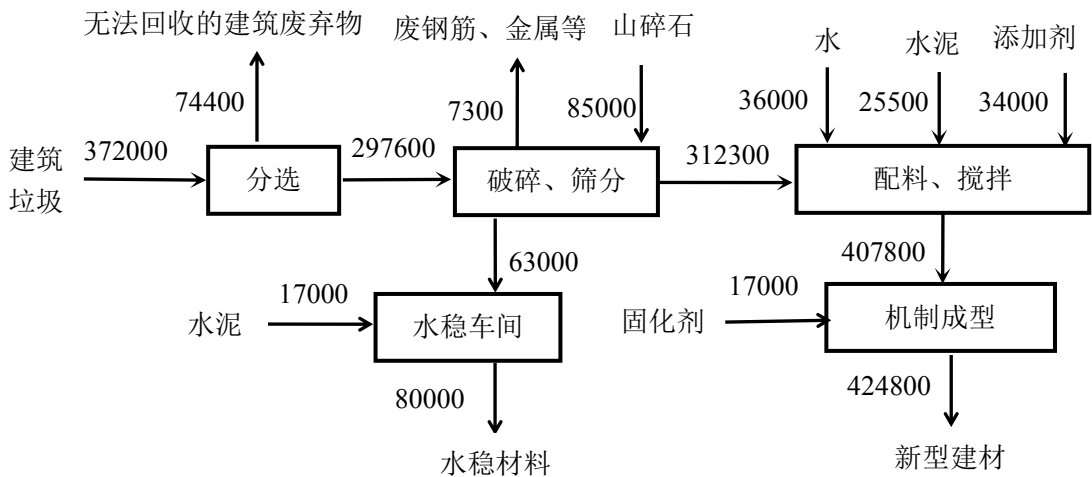 无法回收的建筑废弃物
废钢筋、金属等
山碎石
水
水泥
添加剂
74400
7300
85000
36000
25500
34000
建筑
垃圾
372000
分选
297600
破碎、筛分
312300
配料、搅拌
63000
407800
水泥
17000
水稳车间
固化剂
17000
机制成型
80000
424800
水稳材料
新型建材